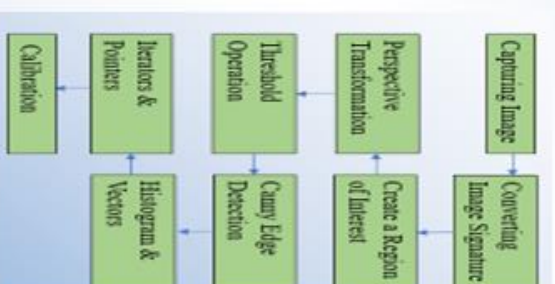 Capturing Image
Converting
Image Signature
Create a Region
of Interest
Perspective
Transformation
Threshold
Operation
Canny Edge
Detection
Histogram &
Vectors
Iterators &
Pointers
Calibration